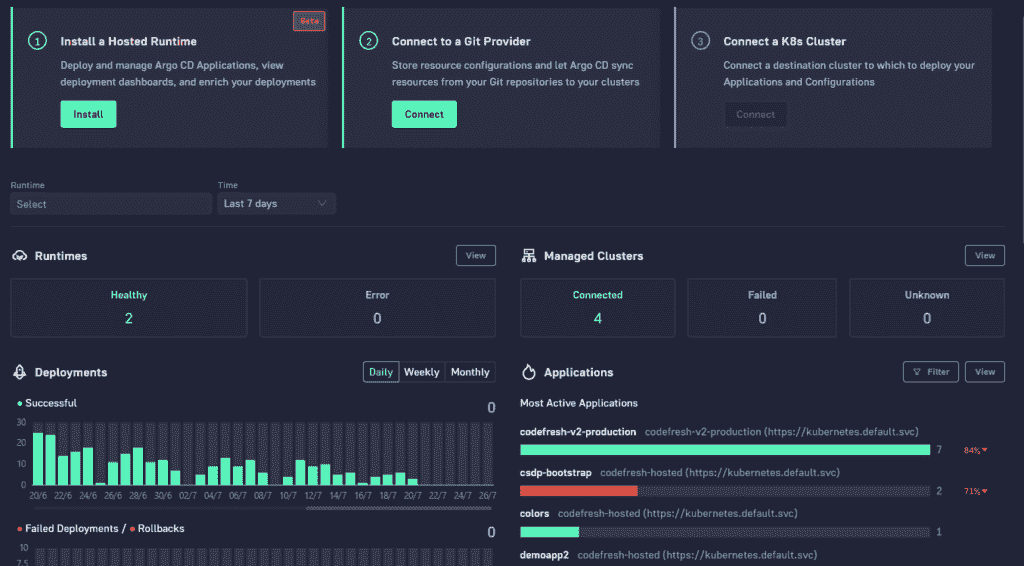 Beta
1
Install a Hosted Runtime
Deploy and manage Argo CD Applications, view
deployment dashboards, and enrich your deployments
Install
2
Connect to a Git Provider
Store resource configurations and let Argo CD sync
resources from your Git repositories to your clusters
Connect
3
Connect a K8s Cluster
Connect a destination cluster to which to deploy your
Applications and Configurations
Connect
Runtime
Select
Time
Last 7 days
Runtimes
View
Healthy
2
Error
0
Managed Clusters
View
Connected
4
Failed
0
Unknown
0
Deployments
Daily Weekly Monthly
Successful
0
30
20
10
0
20/6 22/6 24/6 26/6 28/6 30/6 02/7 04/7 06/7 08/7 10/7 12/7 14/7 16/7 18/7 20/7 22/7 24/7 26/7
Failed Deployments / Rollbacks
0
10
7.5
Applications
Filter
View
Most Active Applications
codefresh-v2-production codefresh-v2-production (https://kubernetes.default.svc)
7 84%
csdp-bootstrap codefresh-hosted (https://kubernetes.default.svc)
2 71%
colors codefresh-hosted (https://kubernetes.default.svc)
1
demoapp2 codefresh-hosted (https://kubernetes.default.svc)